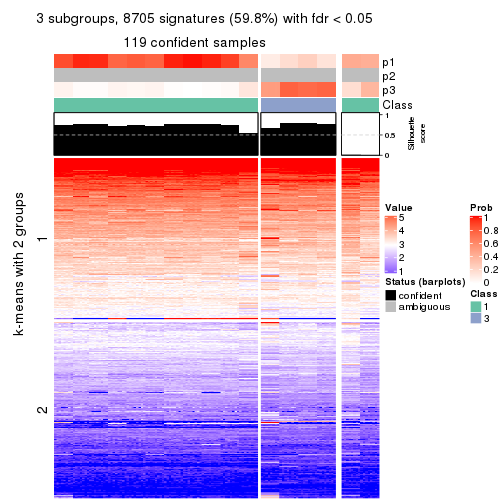 3 subgroups, 8705 signatures (59.8%) with fdr < 0.05
119 confident samples
p1
p2
p3
Class
1
0.5
0
Silhouette
score
k-means with 2 groups
1
2
Value
5
4
3
2
1
Status (barplots)
confident
ambiguous
Prob
1
0.8
0.6
0.4
0.2
0
Class
1
3